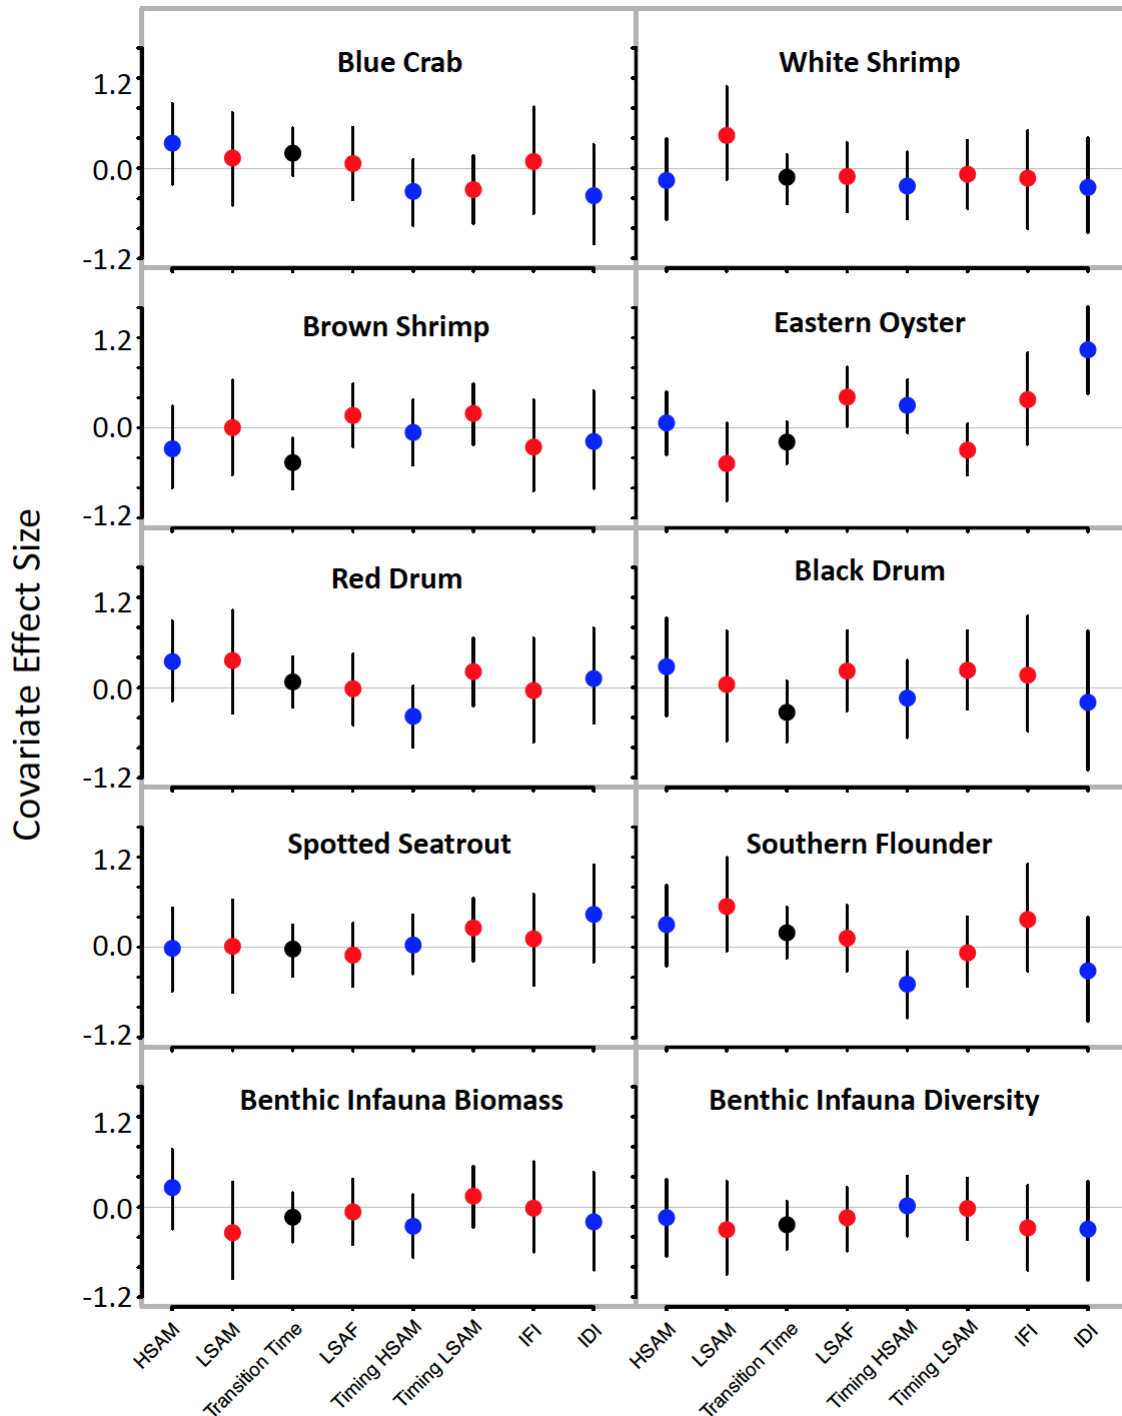 Covariate Effect Size
Blue Crab
White Shrimp
1.2
0.0
-1.2
Brown Shrimp
Eastern Oyster
1.2
0.0
-1.2
Red Drum
Black Drum
1.2
0.0
-1.2
Spotted Seatrout
Southern Flounder
1.2
0.0
-1.2
Benthic Infauna Biomass
Benthic Infauna Diversity
1.2
0.0
-1.2
HSAM
LSAM
Transition Time
LSAF
Timing HSAM
Timing LSAM
IFI
IDI
HSAM
LSAM
Transition Time
LSAF
Timing HSAM
Timing LSAM
IFI
IDI